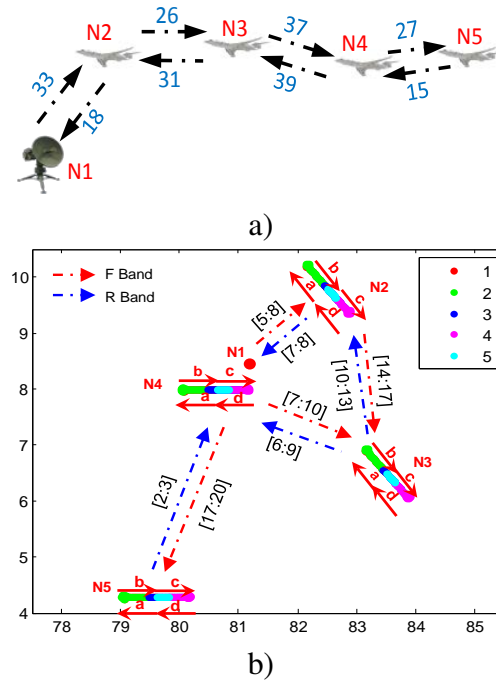 26
N3
37
N2
N4
27
N5
33
31
39
15
18
N1
a)
F Band
R Band
1
2
3
4
5
10
9
8
7
6
5
4
b
c
a
d
N2
[5:8]
[7:8]
N1
N4
b
c
a
d
[10:13]
[14:17]
[7:10]
[6:9]
b
c
a
d
N3
[2:3]
[17:20]
N5
b
c
a
d
78
79
80
81
82
83
84
85
b)